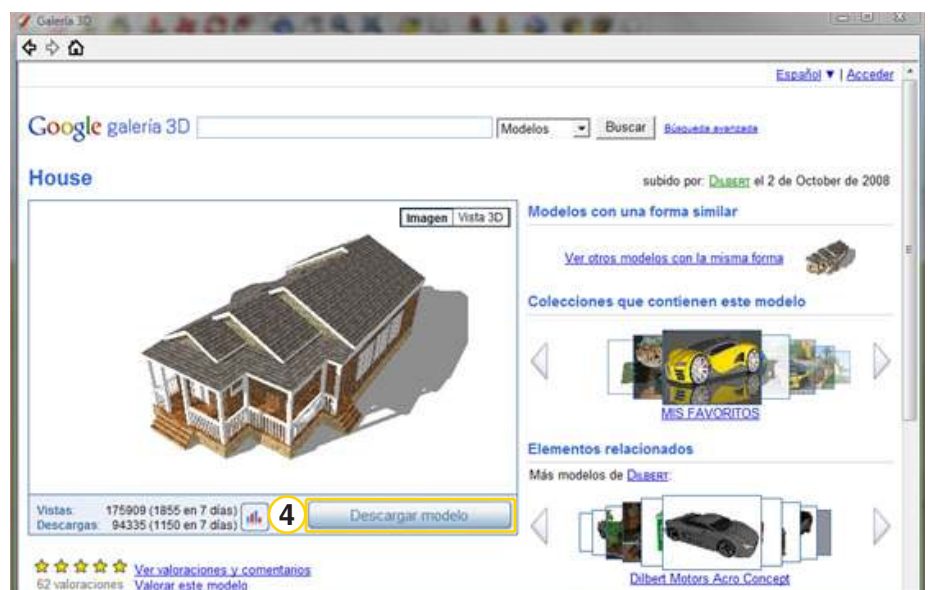 Galería 3D
Español ▼ | Acceder
Google galería 3D
Modelos
Buscar
Búsqueda avanzada
House
subido por: DILBERT el 2 de October de 2008
Imagen Vista 3D
Modelos con una forma similar
Ver otros modelos con la misma forma
Colecciones que contienen este modelo
MIS FAVORITOS
Elementos relacionados
Más modelos de DILBERT:
Vistas: 175909 (1855 en 7 días)
Descargas: 94335 (1150 en 7 días)
4
Descargar modelo
Ver valoraciones y comentarios
62 valoraciones Valorar este modelo
Dilbert Motors Acro Concept